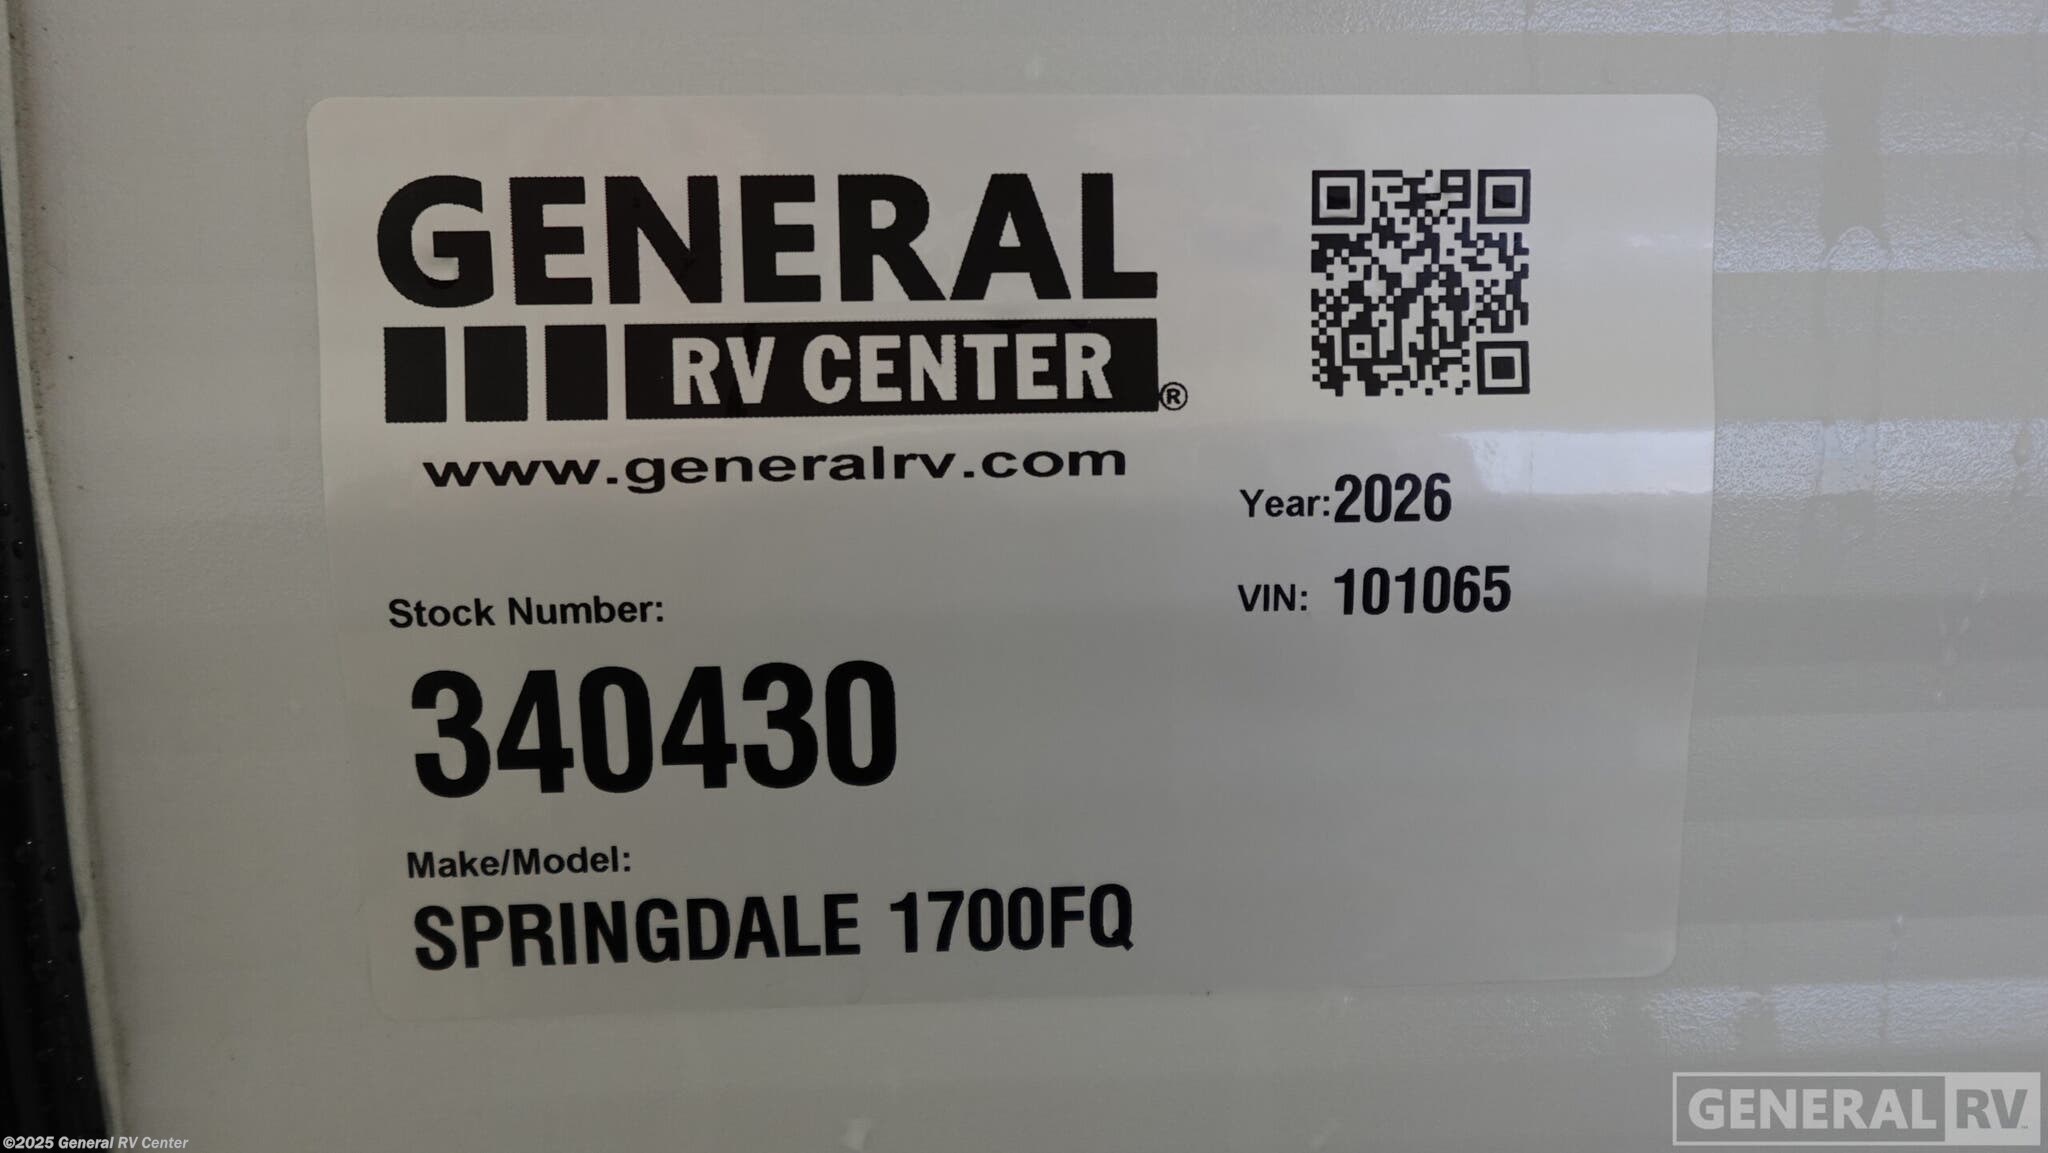 GENERAL
RV CENTER®
www.generalrv.com
Year:2026
VIN: 101065
Stock Number:
340430
Make/Model:
SPRINGDALE 1700FQ
GENERAL RV™
©2025 General RV Center